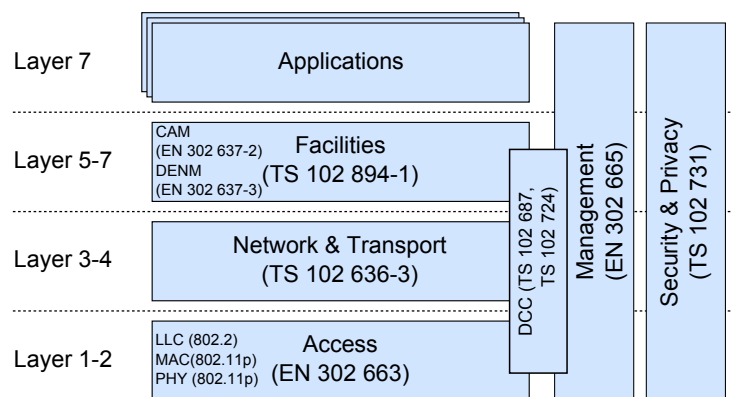 Layer 7
Applications
Layer 5-7
CAM
(EN 302 637-2)
DENM
(EN 302 637-3)
Facilities
(TS 102 894-1)
Layer 3-4
Network & Transport
(TS 102 636-3)
Layer 1-2
LLC (802.2)
MAC(802.11p)
PHY (802.11p)
Access
(EN 302 663)
DCC (TS 102 687,
TS 102 724)
Management
(EN 302 665)
Security & Privacy
(TS 102 731)